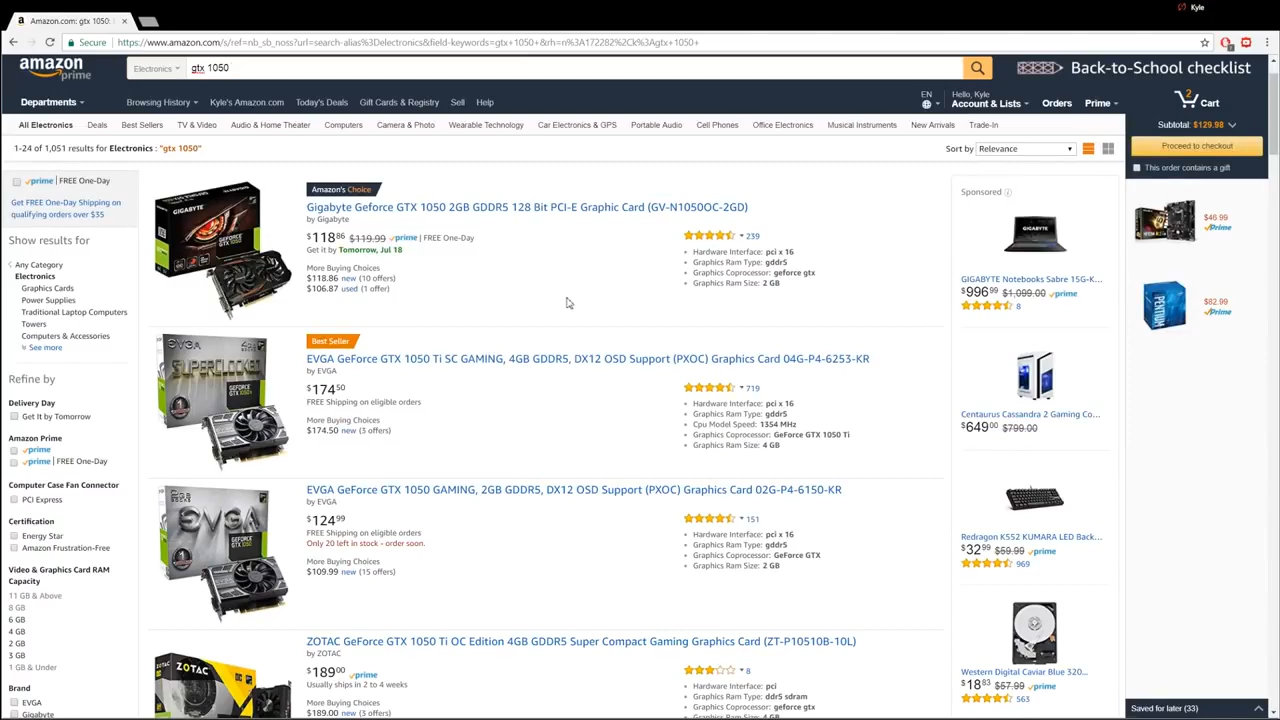 Kyle
Amazon.com: gtx 1050:
Secure https://www.amazon.com/s/ref=nb_sb_noss?url=search-alias%3Delectronics&field-keywords=gtx+1050+&rh=n%3A172282%2Ck%3Agtx+1050+
amazon prime
Electronics
gtx 1050
Back-to-School checklist
Departments
Browsing History
Kyle's Amazon.com
Today's Deals
Gift Cards & Registry
Sell
Help
EN
Hello, Kyle
Account & Lists
Orders
Prime
2
Cart
All Electronics
Deals
Best Sellers
TV & Video
Audio & Home Theater
Computers
Camera & Photo
Wearable Technology
Car Electronics & GPS
Portable Audio
Cell Phones
Office Electronics
Musical Instruments
New Arrivals
Trade-In
Subtotal: $129.98
Proceed to checkout
This order contains a gift
1-24 of 1,051 results for Electronics : "gtx 1050"
Sort by Relevance
prime | FREE One-Day
Get FREE One-Day Shipping on
qualifying orders over $35
Show results for
Any Category
Electronics
Graphics Cards
Power Supplies
Traditional Laptop Computers
Towers
Computers & Accessories
See more
Refine by
Delivery Day
Get It by Tomorrow
Amazon Prime
prime
prime | FREE One-Day
Computer Case Fan Connector
PCI Express
Certification
Energy Star
Amazon Frustration-Free
Video & Graphics Card RAM
Capacity
11 GB & Above
8 GB
6 GB
4 GB
2 GB
3 GB
1 GB & Under
Brand
EVGA
Gigabyte
Amazon's Choice
GIGABYTE
Gigabyte Geforce GTX 1050 2GB GDDR5 128 Bit PCI-E Graphic Card (GV-N1050OC-2GD)
by Gigabyte
$118 86 $119.99 prime | FREE One-Day
Get it by Tomorrow, Jul 18
More Buying Choices
$118.86 new (10 offers)
$106.87 used (1 offer)
239
Hardware Interface: pci x 16
Graphics Ram Type: gddr5
Graphics Coprocessor: geforce gtx
Graphics Ram Size: 2 GB
Best Seller
EVGA
SUPERCLOCKED
EVGA GeForce GTX 1050 Ti SC GAMING, 4GB GDDR5, DX12 OSD Support (PXOC) Graphics Card 04G-P4-6253-KR
by EVGA
$174 50
FREE Shipping on eligible orders
More Buying Choices
$174.50 new (3 offers)
719
Hardware Interface: pci x 16
Graphics Ram Type: gddr5
Cpu Model Speed: 1354 MHz
Graphics Coprocessor: GeForce GTX 1050 Ti
Graphics Ram Size: 4 GB
EVGA
EVGA GeForce GTX 1050 GAMING, 2GB GDDR5, DX12 OSD Support (PXOC) Graphics Card 02G-P4-6150-KR
by EVGA
$124 99
FREE Shipping on eligible orders
Only 20 left in stock - order soon.
More Buying Choices
$109.99 new (15 offers)
151
Hardware Interface: pci x 16
Graphics Ram Type: gddr5
Graphics Coprocessor: GeForce GTX
Graphics Ram Size: 2 GB
ZOTAC
ZOTAC GeForce GTX 1050 Ti OC Edition 4GB GDDR5 Super Compact Gaming Graphics Card (ZT-P10510B-10L)
by ZOTAC
$189 00 prime
Usually ships in 2 to 4 weeks
More Buying Choices
$189.00 new (3 offers)
8
Hardware Interface: pci
Graphics Ram Type: ddr5 sdram
Graphics Coprocessor: geforce gtx
Graphics Ram Size: 4 GB
Sponsored
GIGABYTE
GIGABYTE Notebooks Sabre 15G-K...
$996 99 $1,099.00 prime
8
Centaurus Cassandra 2 Gaming Co...
$649 00 $799.00
Redragon K552 KUMARA LED Back...
$32 99 $59.99 prime
969
Western Digital Caviar Blue 320...
$18 83 $57.99 prime
563
$46.99
Prime
PENTIUM
$82.99
Prime
Saved for later (33)